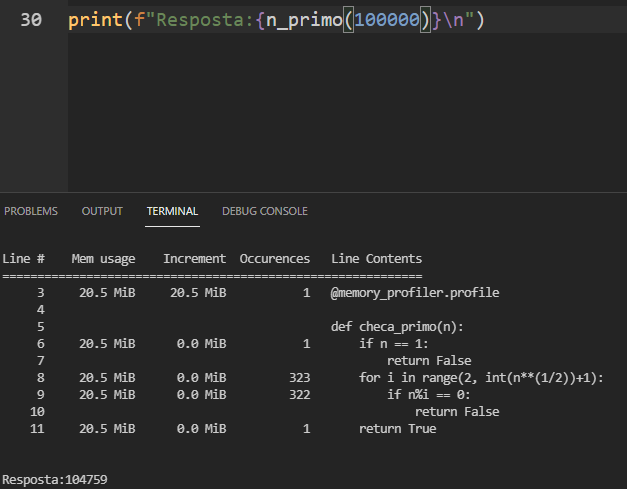 30 print(f"Resposta:{n_primo(100000)}\n")
PROBLEMS OUTPUT TERMINAL DEBUG CONSOLE
Line # Mem usage Increment Occurences Line Contents
============================================================
3 20.5 MiB 20.5 MiB 1 @memory_profiler.profile
4
5 def checa_primo(n):
6 20.5 MiB 0.0 MiB 1 if n == 1:
7 return False
8 20.5 MiB 0.0 MiB 323 for i in range(2, int(n**(1/2))+1):
9 20.5 MiB 0.0 MiB 322 if n%i == 0:
10 return False
11 20.5 MiB 0.0 MiB 1 return True
Resposta:104759